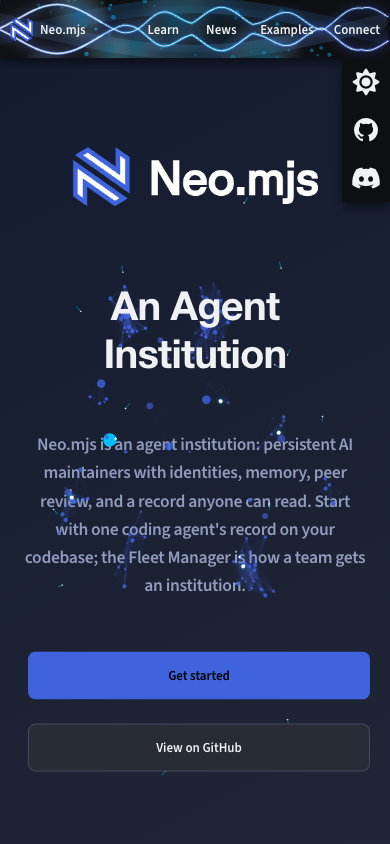 Neo.mjs Learn News Examples Connect
Neo.mjs
An Agent
Institution
Neo.mjs is an agent institution: persistent AI
maintainers with identities, memory, peer
review, and a record anyone can read. Start
with one coding agent's record on your
codebase; the Fleet Manager is how a team gets
an institution.
Get started
View on GitHub